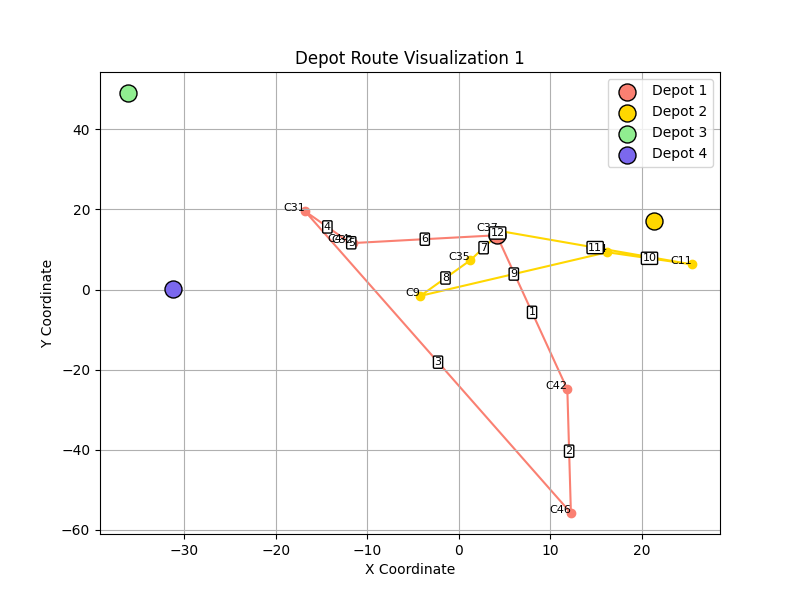 Depot Route Visualization 1
Depot 1
Depot 2
Depot 3
Depot 4
Y Coordinate
40
20
0
−20
−40
−60
C31
4
5
6
C37
12
11
10
C11
C35
7
8
9
C9
1
3
C42
2
C46
−30
−20
−10
0
10
20
X Coordinate